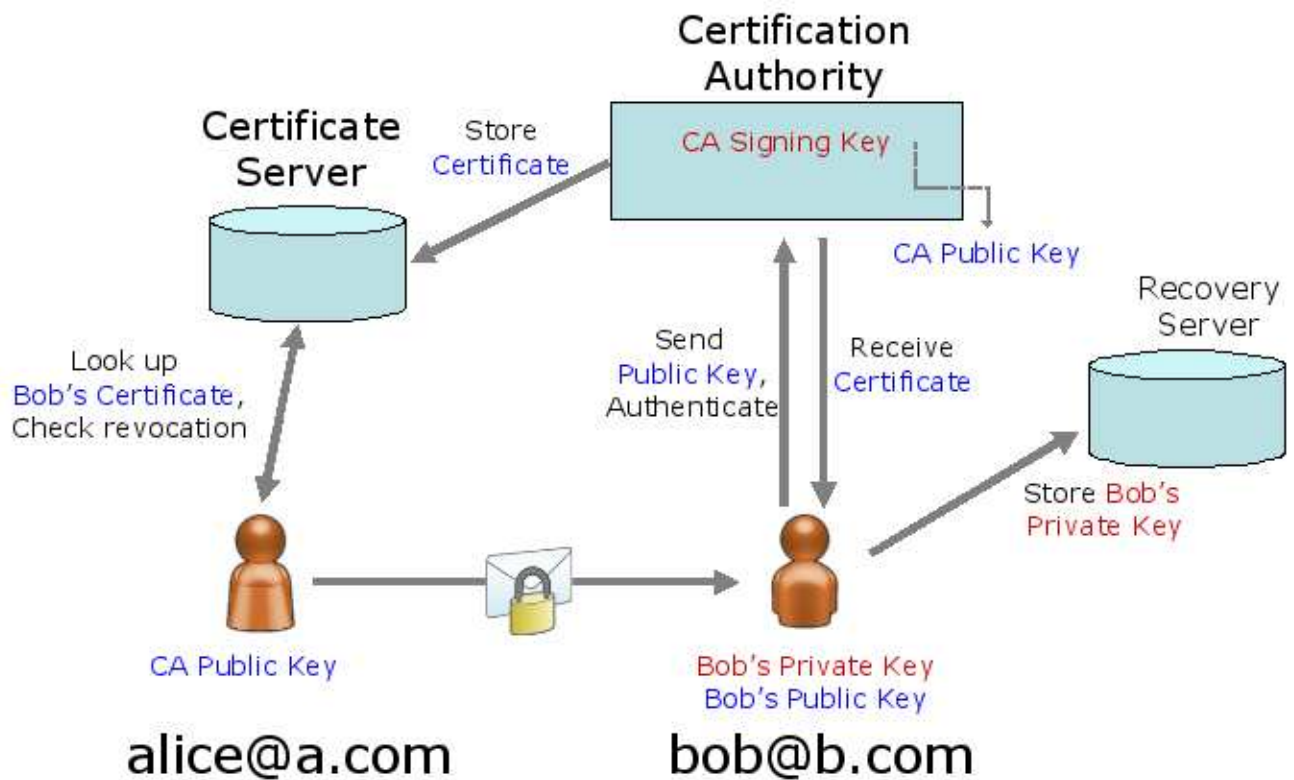 Certification
Authority
CA Signing Key
CA Public Key
Certificate
Server
Store
Certificate
Recovery
Server
Look up
Bob's Certificate,
Check revocation
Send
Public Key,
Authenticate
Receive
Certificate
Store Bob's
Private Key
CA Public Key
Bob's Private Key
Bob's Public Key
alice@a.com
bob@b.com